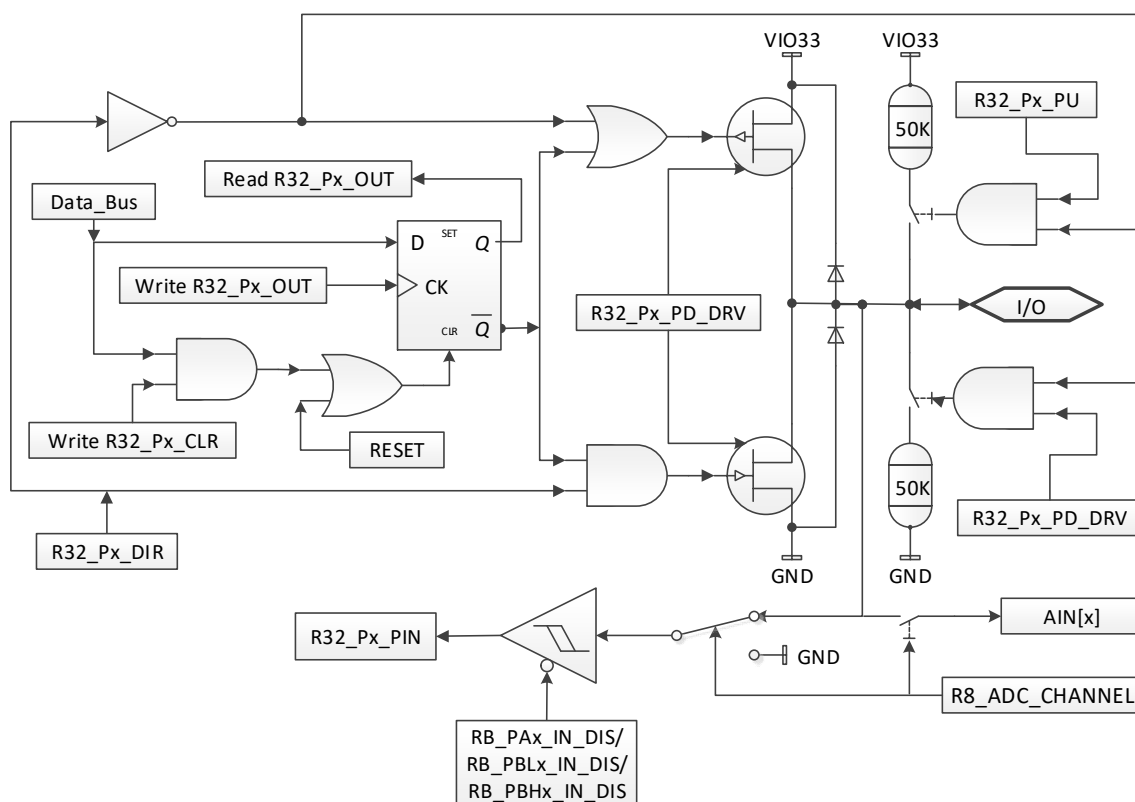 VIO33
VIO33
R32_Px_PU
50K
Read R32_Px_OUT
Data_Bus
D
SET
Q
Write R32_Px_OUT
CK
R32_Px_PD_DRV
I/O
CLR
Q
Write R32_Px_CLR
RESET
50K
R32_Px_PD_DRV
R32_Px_DIR
GND
GND
R32_Px_PIN
AIN[x]
GND
R8_ADC_CHANNEL
RB_PAx_IN_DIS/
RB_PBLx_IN_DIS/
RB_PBHx_IN_DIS